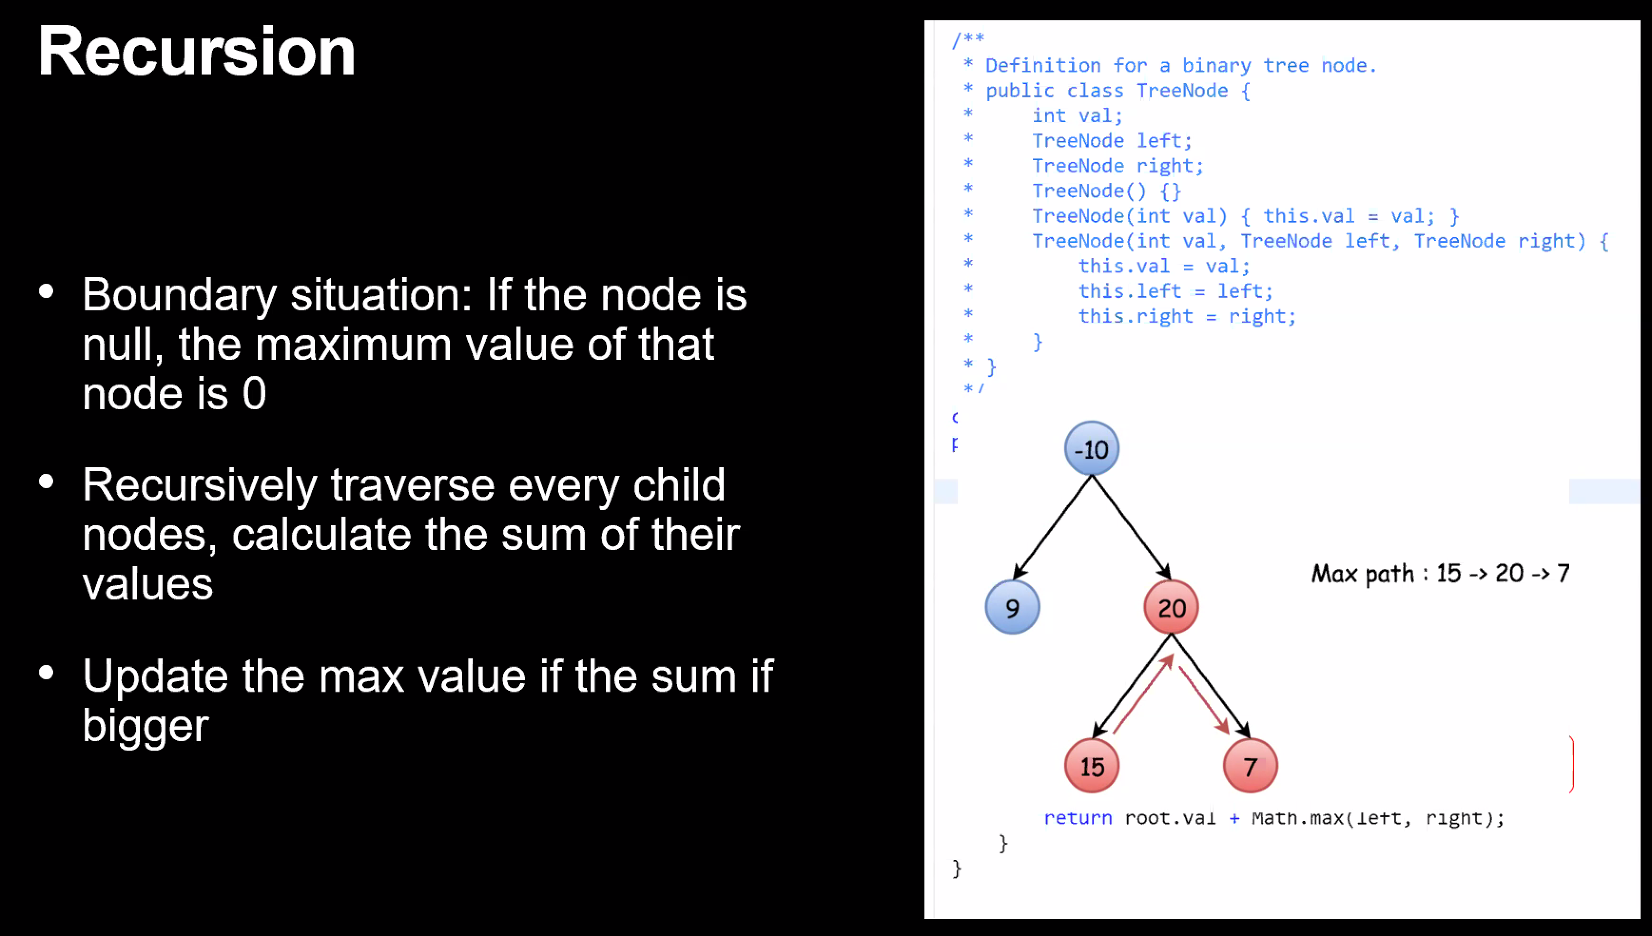 Recursion
• Boundary situation: If the node is
null, the maximum value of that
node is 0
• Recursively traverse every child
nodes, calculate the sum of their
values
• Update the max value if the sum if
bigger
/**
 * Definition for a binary tree node.
 * public class TreeNode {
 *     int val;
 *     TreeNode left;
 *     TreeNode right;
 *     TreeNode() {}
 *     TreeNode(int val) { this.val = val; }
 *     TreeNode(int val, TreeNode left, TreeNode right) {
 *         this.val = val;
 *         this.left = left;
 *         this.right = right;
 *     }
 * }
 */
-10
9
20
Max path : 15 -> 20 -> 7
15
7
return root.val + Math.max(left, right);
}
}